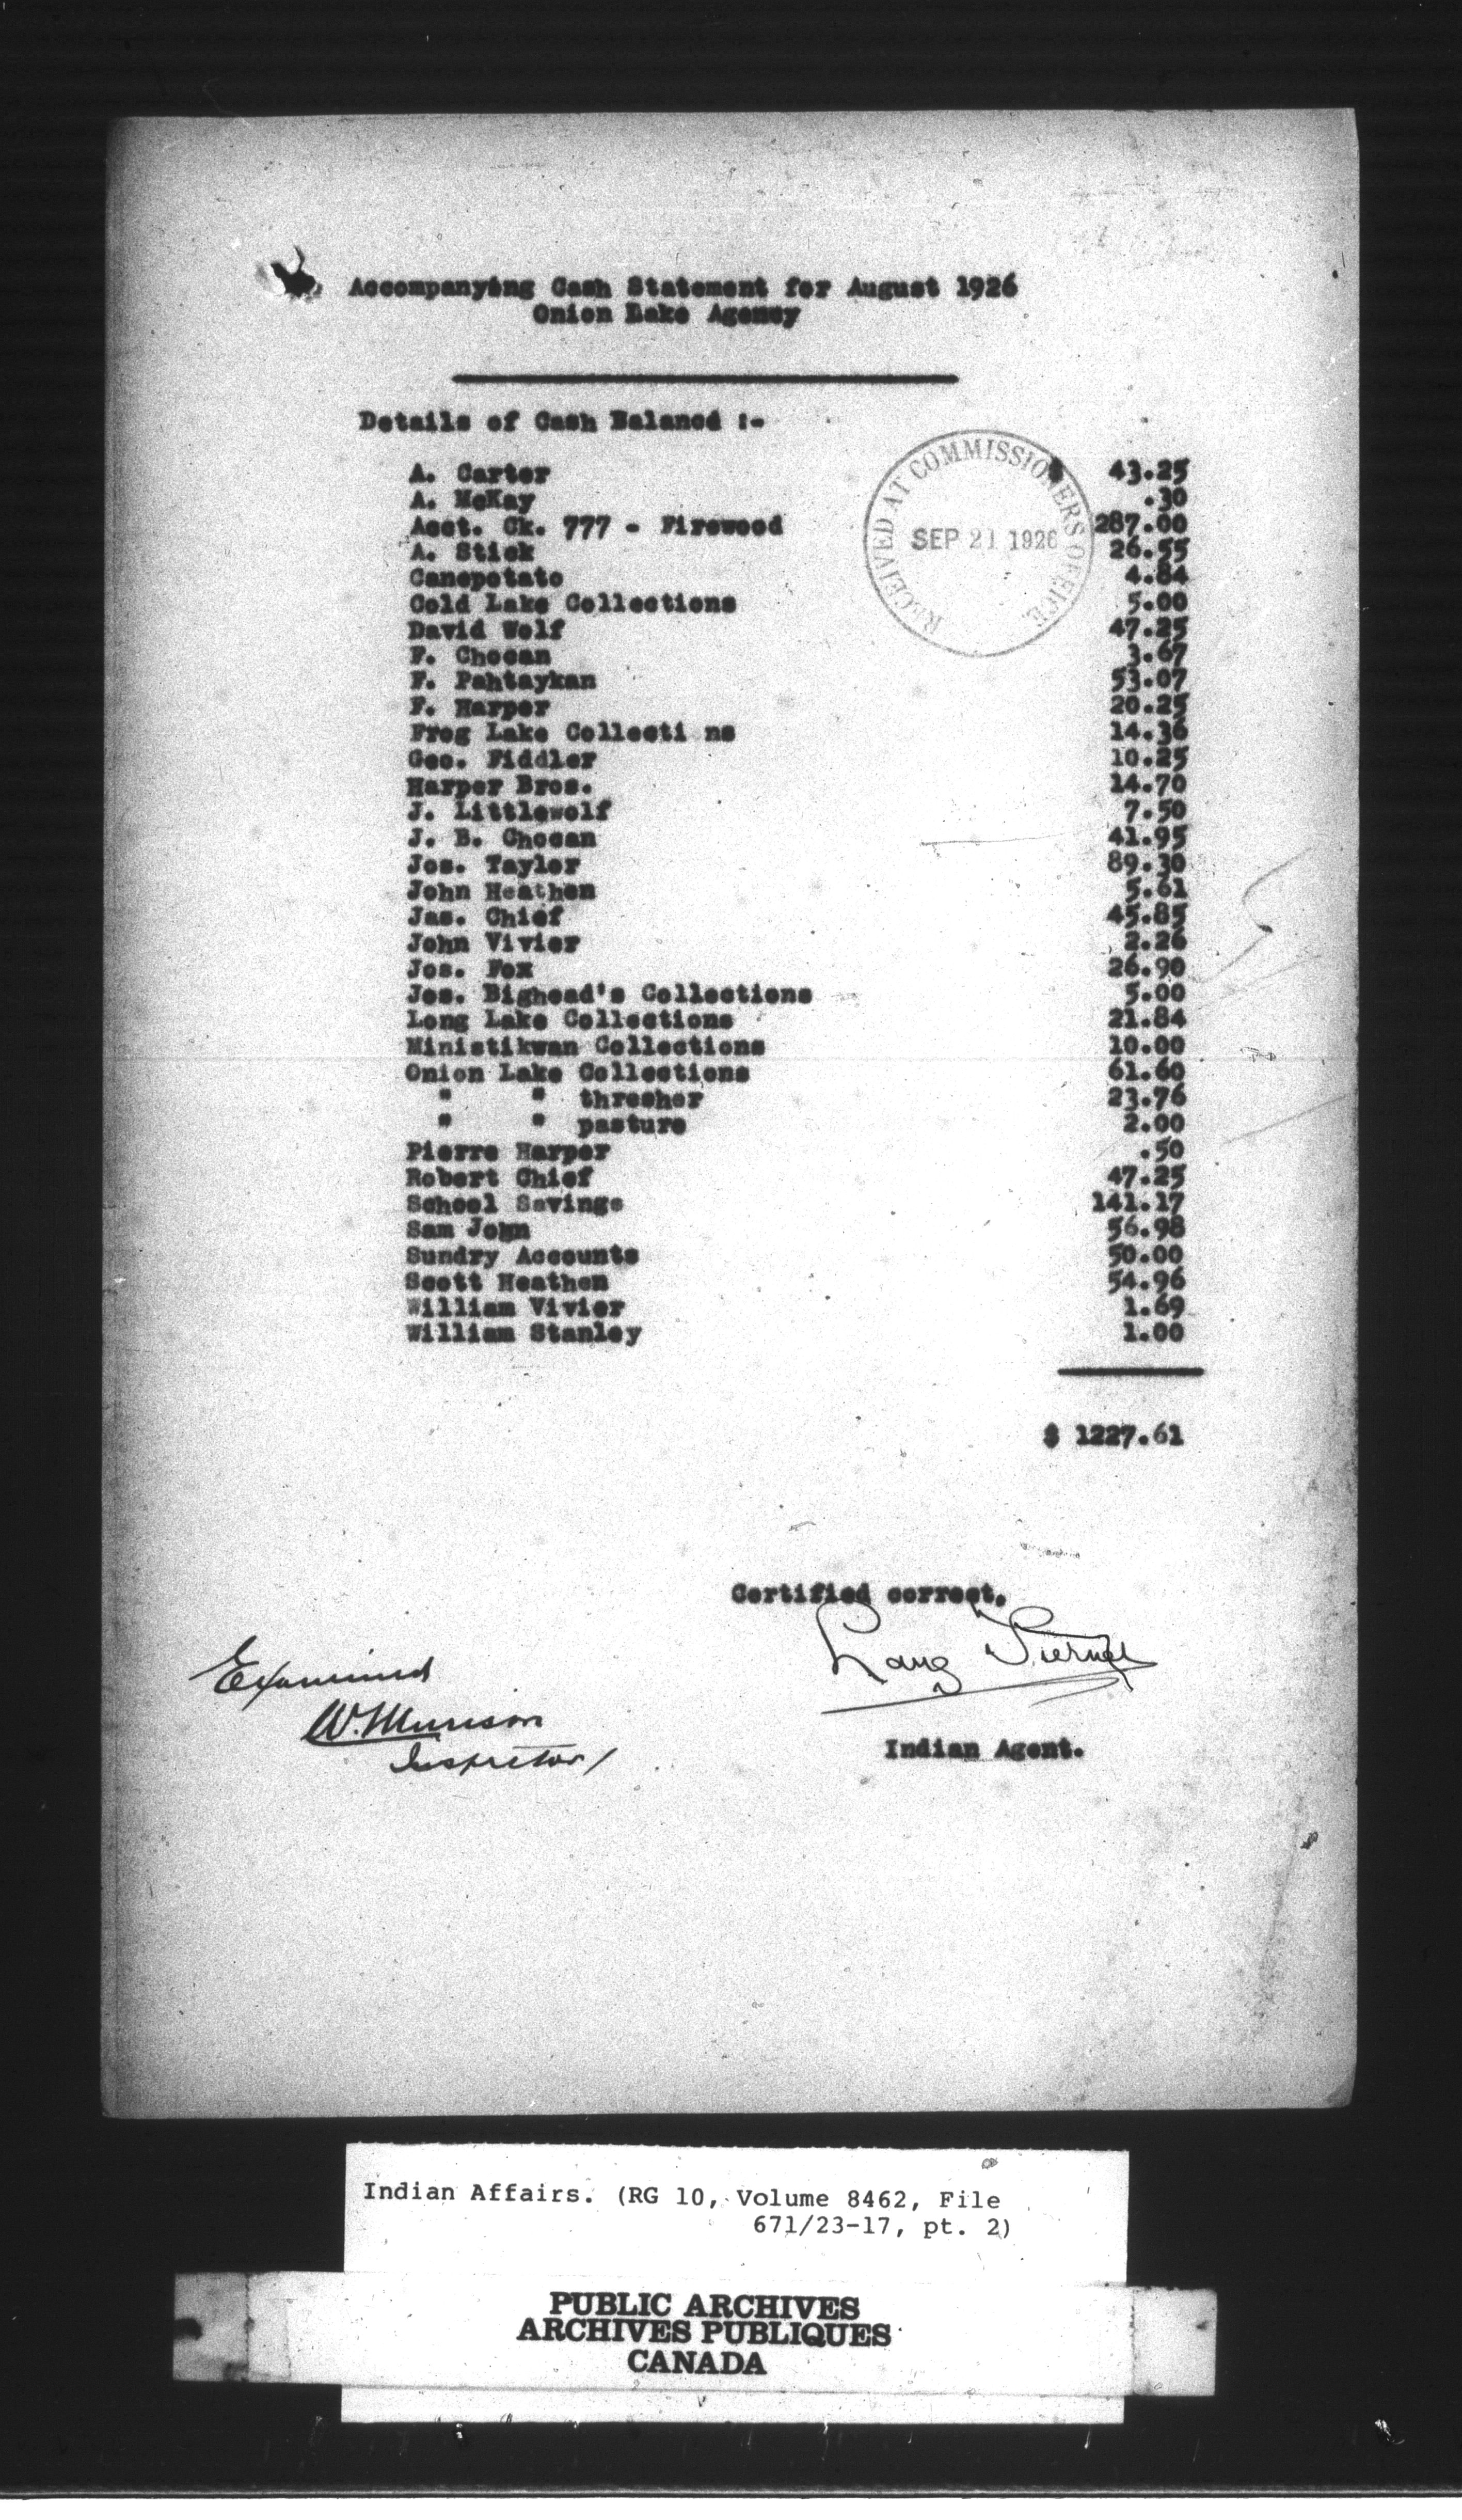 Accompanying Cash Statement for August 1926
Onion Lake Agency
Details of Cash Balanced :-
RECEIVED AT COMMISSIONERS OFFICE
SEP 21 1926
A. Carter $ 43.25
A. McKay .30
Acct. Ck. 777 - Firewood 287.00
A. Stick 26.55
Canepotato 4.84
Cold Lake Collections 5.00
David Wolf 47.25
F. Chocan 3.67
F. Pahtaykan 53.07
F. Harper 20.25
Frog Lake Collecti ns 14.36
Geo. Fiddler 10.25
Harper Bros. 14.70
J. Littlewolf 7.50
J. B. Chocan 41.95
Jos. Taylor 89.30
John Heathen 5.61
Jas. Chief 45.85
John Vivier 2.26
Jos. Fox 26.90
Jos. Bighead's Collections 5.00
Long Lake Collections 21.84
Ministikwan Collections 10.00
Onion Lake Collections 61.60
" " thresher 23.76
" " pasture 2.00
Pierre Harper .50
Robert Chief 47.25
School Savings 141.17
Sam John 56.98
Sundry Accounts 50.00
Scott Heathen 54.96
William Vivier 1.69
William Stanley 1.00
$ 1227.61
Certified correct.
Indian Agent.
Examined
W. Murison
Inspector
Indian Affairs. (RG 10, Volume 8462, File
671/23-17, pt. 2)
PUBLIC ARCHIVES
ARCHIVES PUBLIQUES
CANADA